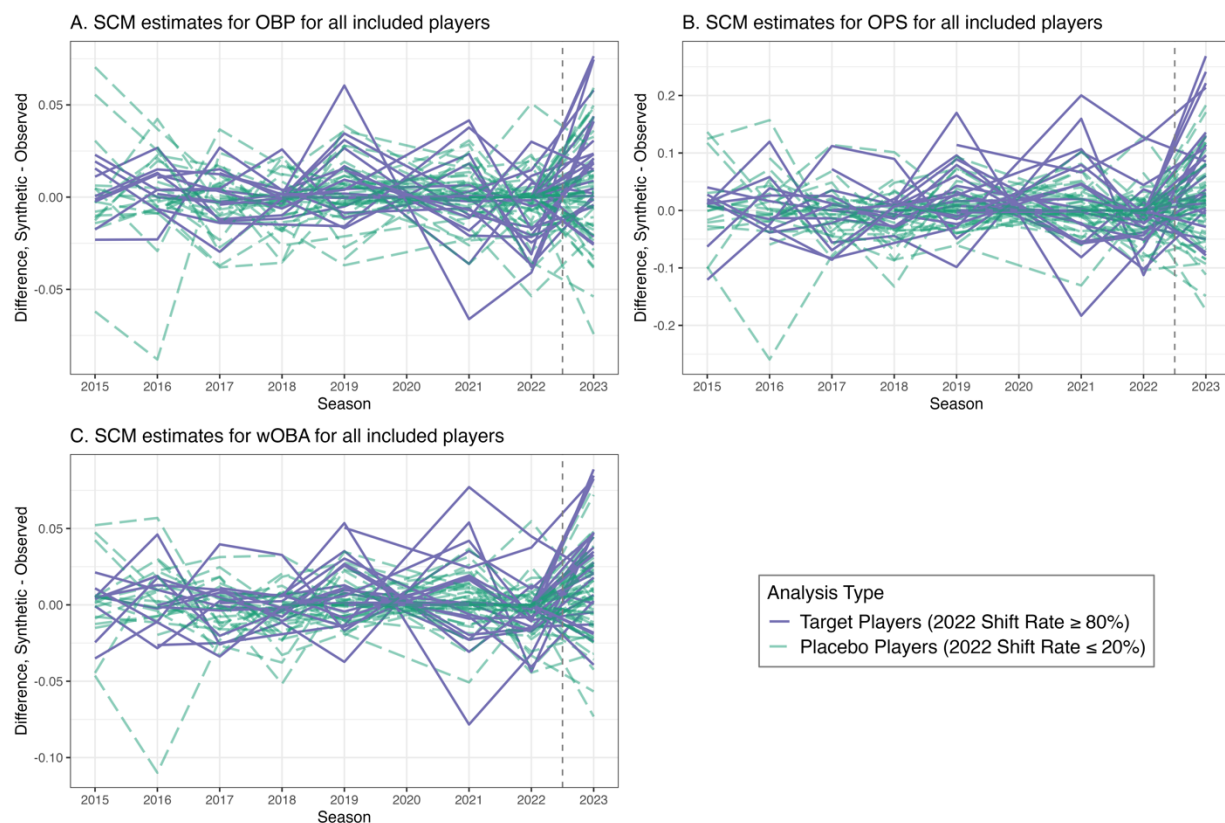 A. SCM estimates for OBP for all included players
Difference, Synthetic - Observed
0.05
0.00
-0.05
2015 2016 2017 2018 2019 2020 2021 2022 2023
Season
B. SCM estimates for OPS for all included players
Difference, Synthetic - Observed
0.2
0.1
0.0
-0.1
-0.2
2015 2016 2017 2018 2019 2020 2021 2022 2023
Season
C. SCM estimates for wOBA for all included players
Difference, Synthetic - Observed
0.05
0.00
-0.05
-0.10
2015 2016 2017 2018 2019 2020 2021 2022 2023
Season
Analysis Type
Target Players (2022 Shift Rate ≥ 80%)
Placebo Players (2022 Shift Rate ≤ 20%)